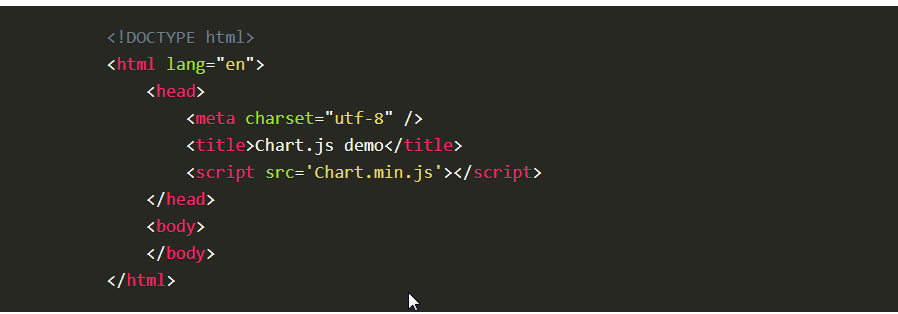 <!DOCTYPE html>
<html lang="en">
    <head>
        <meta charset="utf-8" />
        <title>Chart.js demo</title>
        <script src='Chart.min.js'></script>
    </head>
    <body>
    </body>
</html>